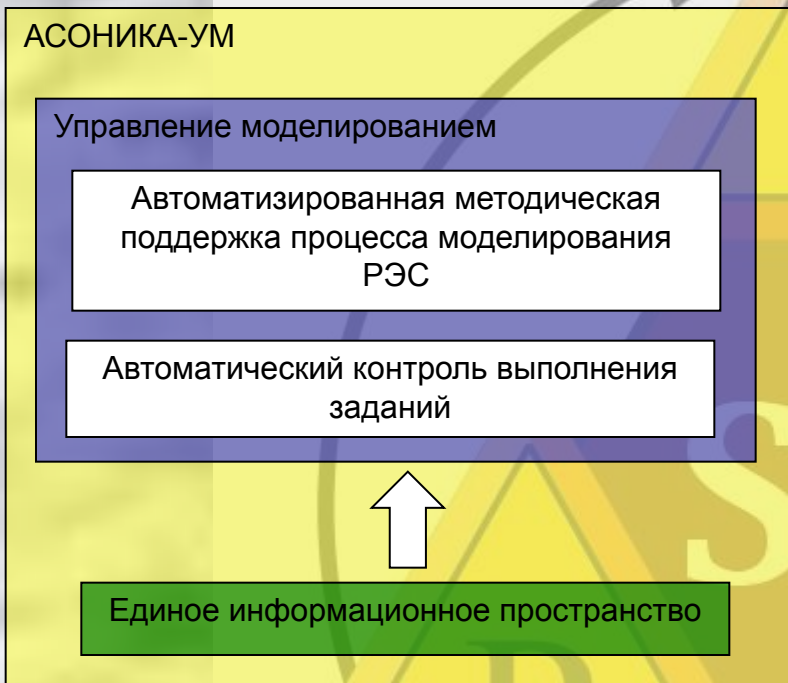 АСОНИКА-УМ
Управление моделированием
Автоматизированная методическая
поддержка процесса моделирования
РЭС
Автоматический контроль выполнения
заданий
S
Единое информационное пространство